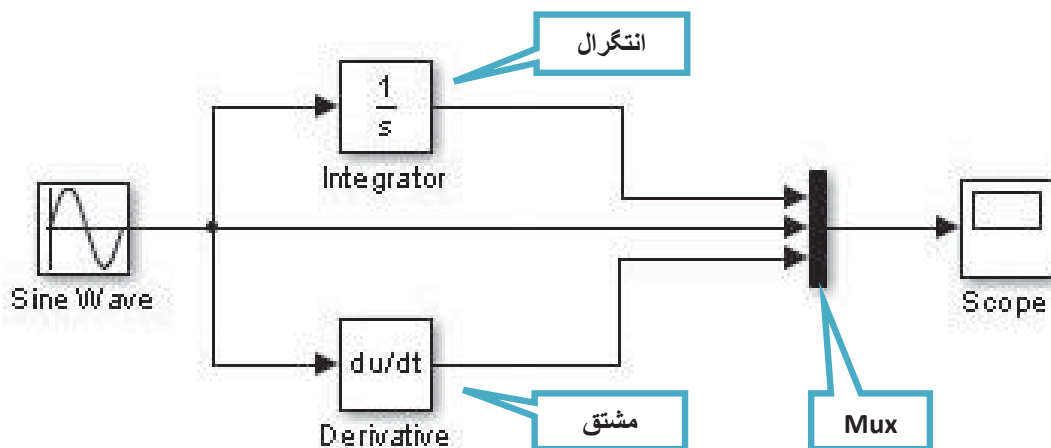 انتگرال
1
s
Integrator
Sine Wave
Scope
du/dt
Derivative
مشتق
Mux